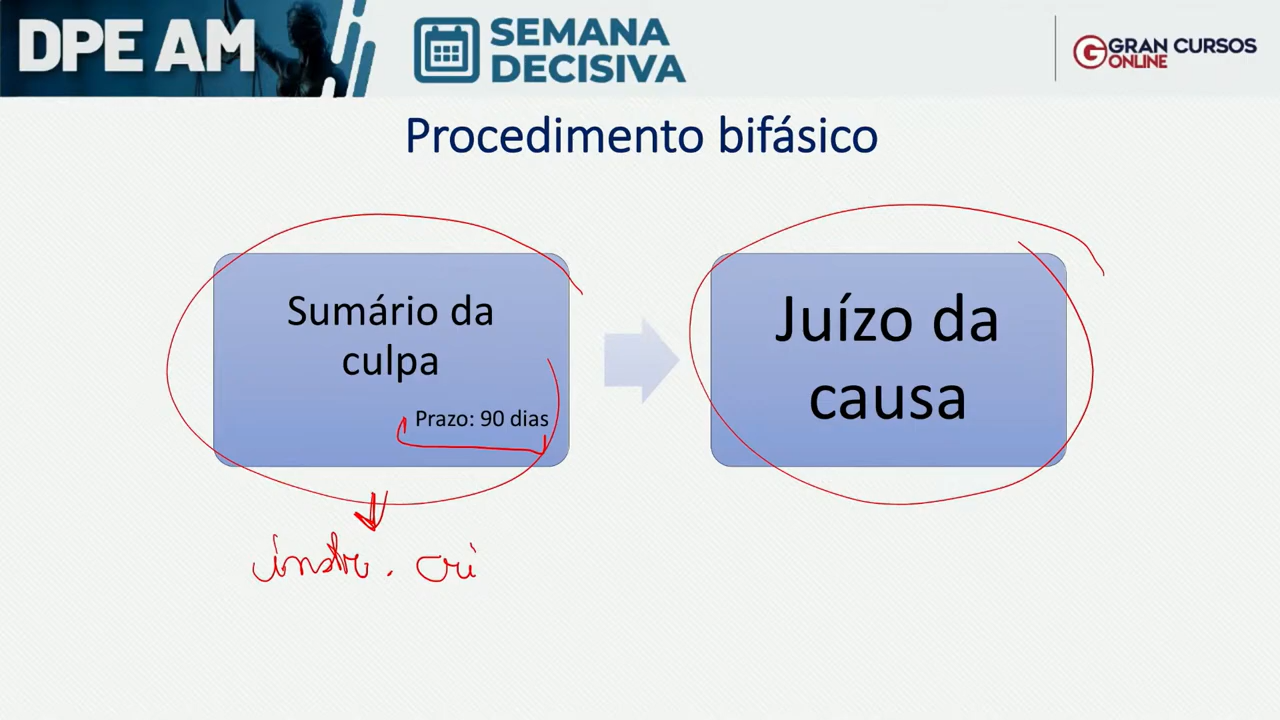 DPE AM
SEMANA
DECISIVA
GRAN CURSOS
ONLINE
Procedimento bifásico
Sumário da
culpa
Prazo: 90 dias
Juízo da
causa
instr. cri